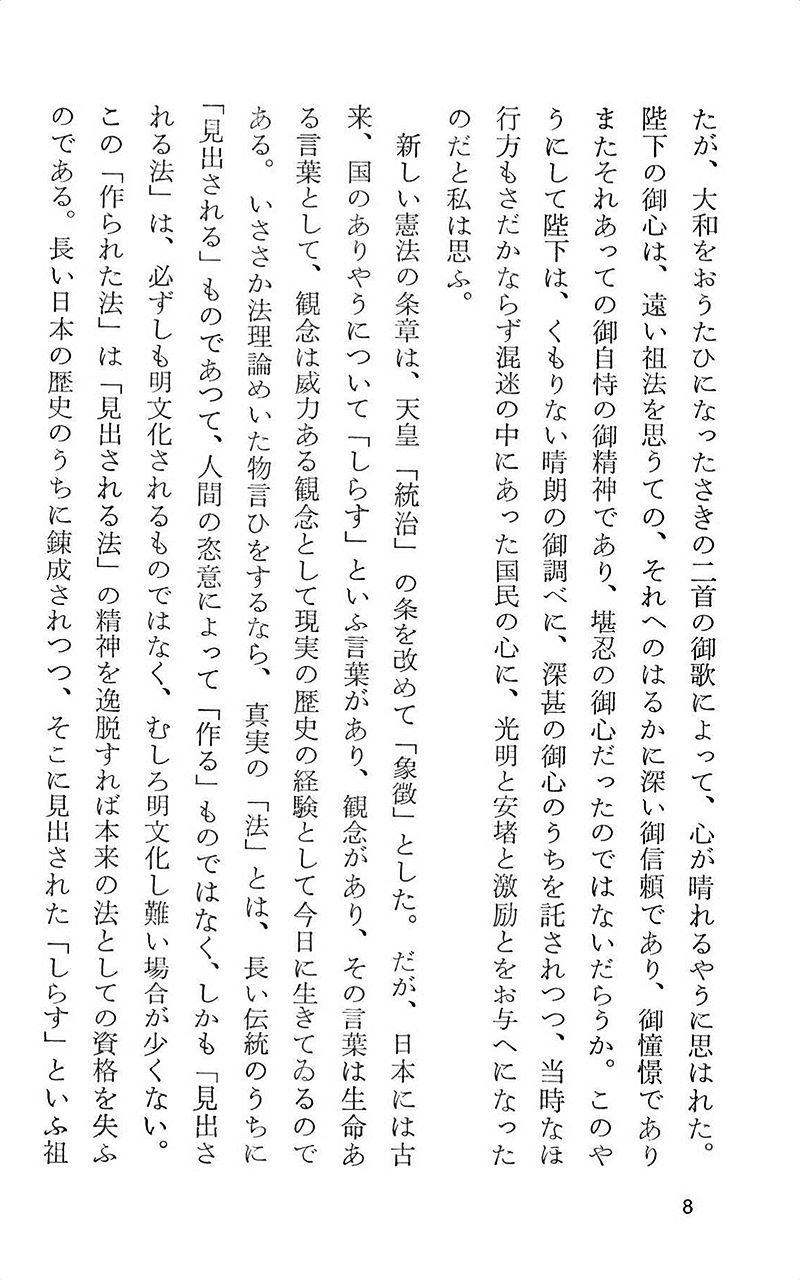 たが、大和をおうたひになったさきの二首の御歌によって、心が晴れるやうに思はれた。
陛下の御心は、遠い祖法を思うての、それへのはるかに深い御信頼であり、御憧憬であり
またそれあっての御自恃の御精神であり、堪忍の御心だったのではないだらうか。このや
うにして陛下は、くもりない晴朗の御調べに、深甚の御心のうちを託されつつ、当時なほ
行方もさだかならず混迷の中にあった国民の心に、光明と安堵と激励とをお与へになった
のだと私は思ふ。
新しい憲法の条章は、天皇「統治」の条を改めて「象徴」とした。だが、日本には古
来、国のありやうについて「しらす」といふ言葉があり、観念があり、その言葉は生命あ
る言葉として、観念は威力ある観念として現実の歴史の経験として今日に生きてゐるので
ある。いささか法理論めいた物言ひをするなら、真実の「法」とは、長い伝統のうちに
「見出される」ものであつて、人間の恣意によって「作る」ものではなく、しかも「見出さ
れる法」は、必ずしも明文化されるものではなく、むしろ明文化し難い場合が少くない。
この「作られた法」は「見出される法」の精神を逸脱すれば本来の法としての資格を失ふ
のである。長い日本の歴史のうちに錬成されつつ、そこに見出された「しらす」といふ祖
8